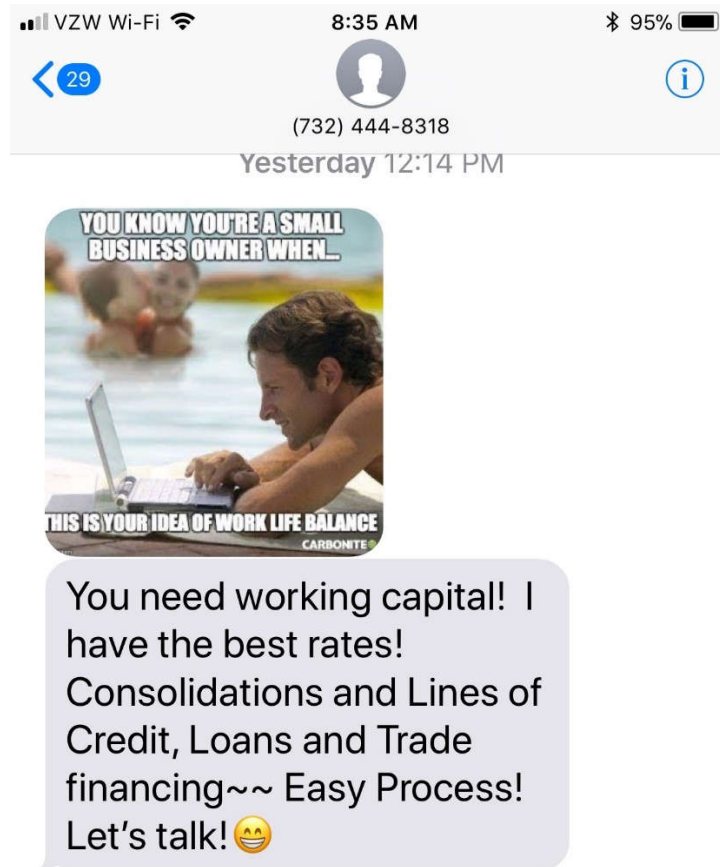 VZW Wi-Fi 8:35 AM 95%
29
(732) 444-8318
Yesterday 12:14 PM
YOU KNOW YOU'RE A SMALL
BUSINESS OWNER WHEN...
THIS IS YOUR IDEA OF WORK LIFE BALANCE
CARBONITE
You need working capital!  I
have the best rates!
Consolidations and Lines of
Credit, Loans and Trade
financing~~ Easy Process!
Let's talk!😁